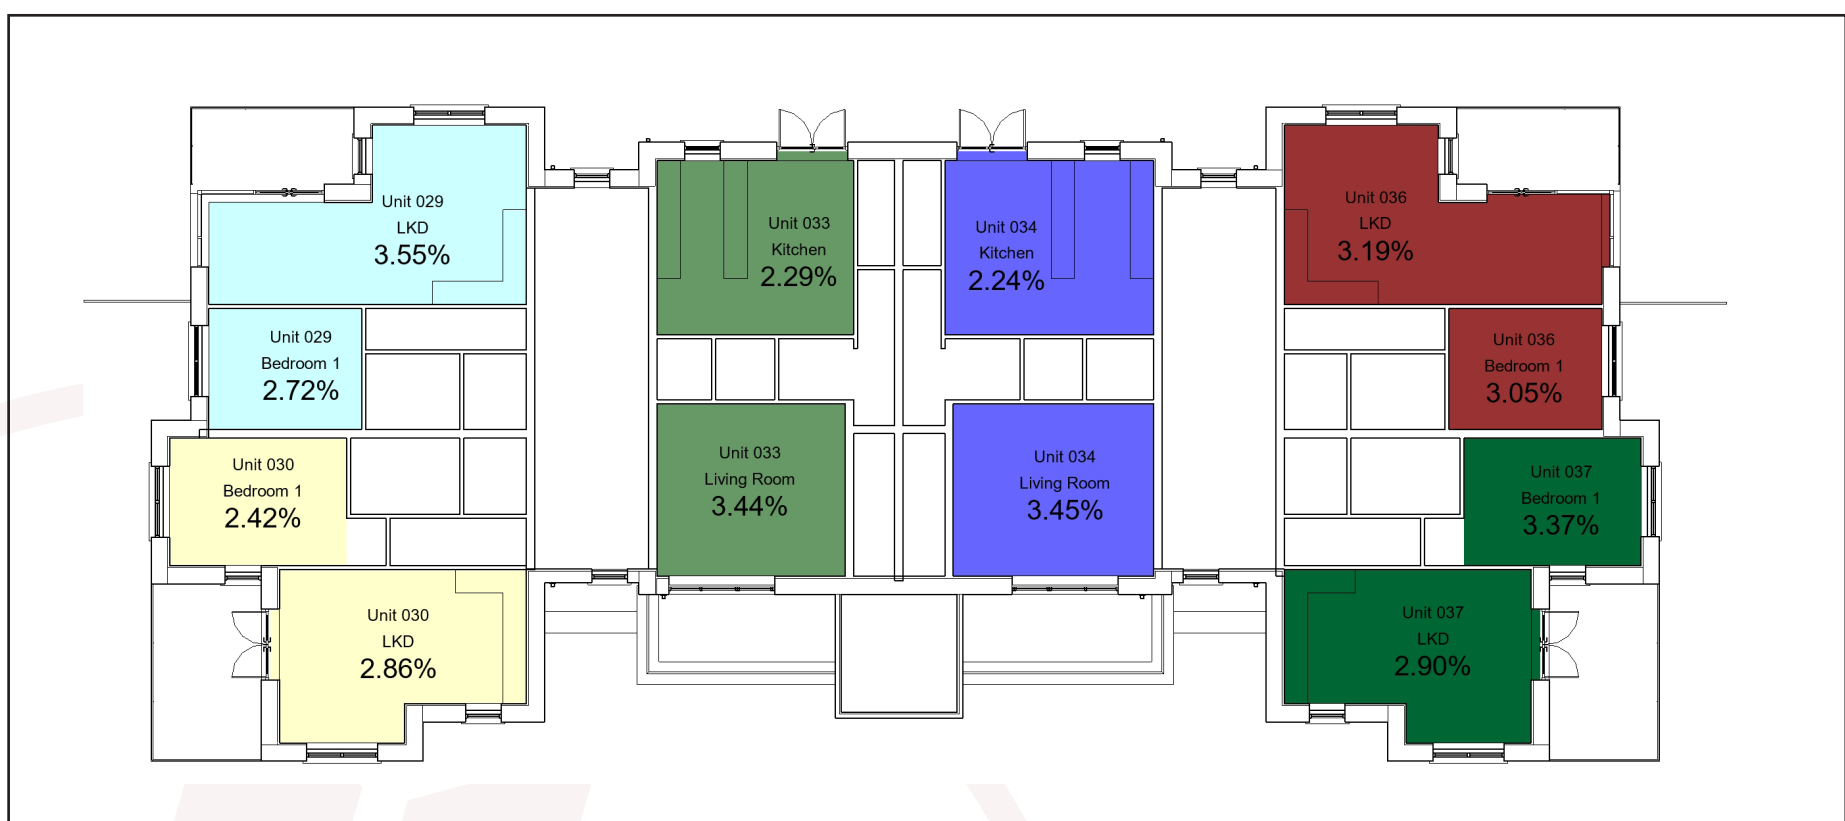 Unit 029
LKD
3.55%
Unit 033
Kitchen
2.29%
Unit 034
Kitchen
2.24%
Unit 036
LKD
3.19%
Unit 029
Bedroom 1
2.72%
Unit 036
Bedroom 1
3.05%
Unit 030
Bedroom 1
2.42%
Unit 033
Living Room
3.44%
Unit 034
Living Room
3.45%
Unit 037
Bedroom 1
3.37%
Unit 030
LKD
2.86%
Unit 037
LKD
2.90%